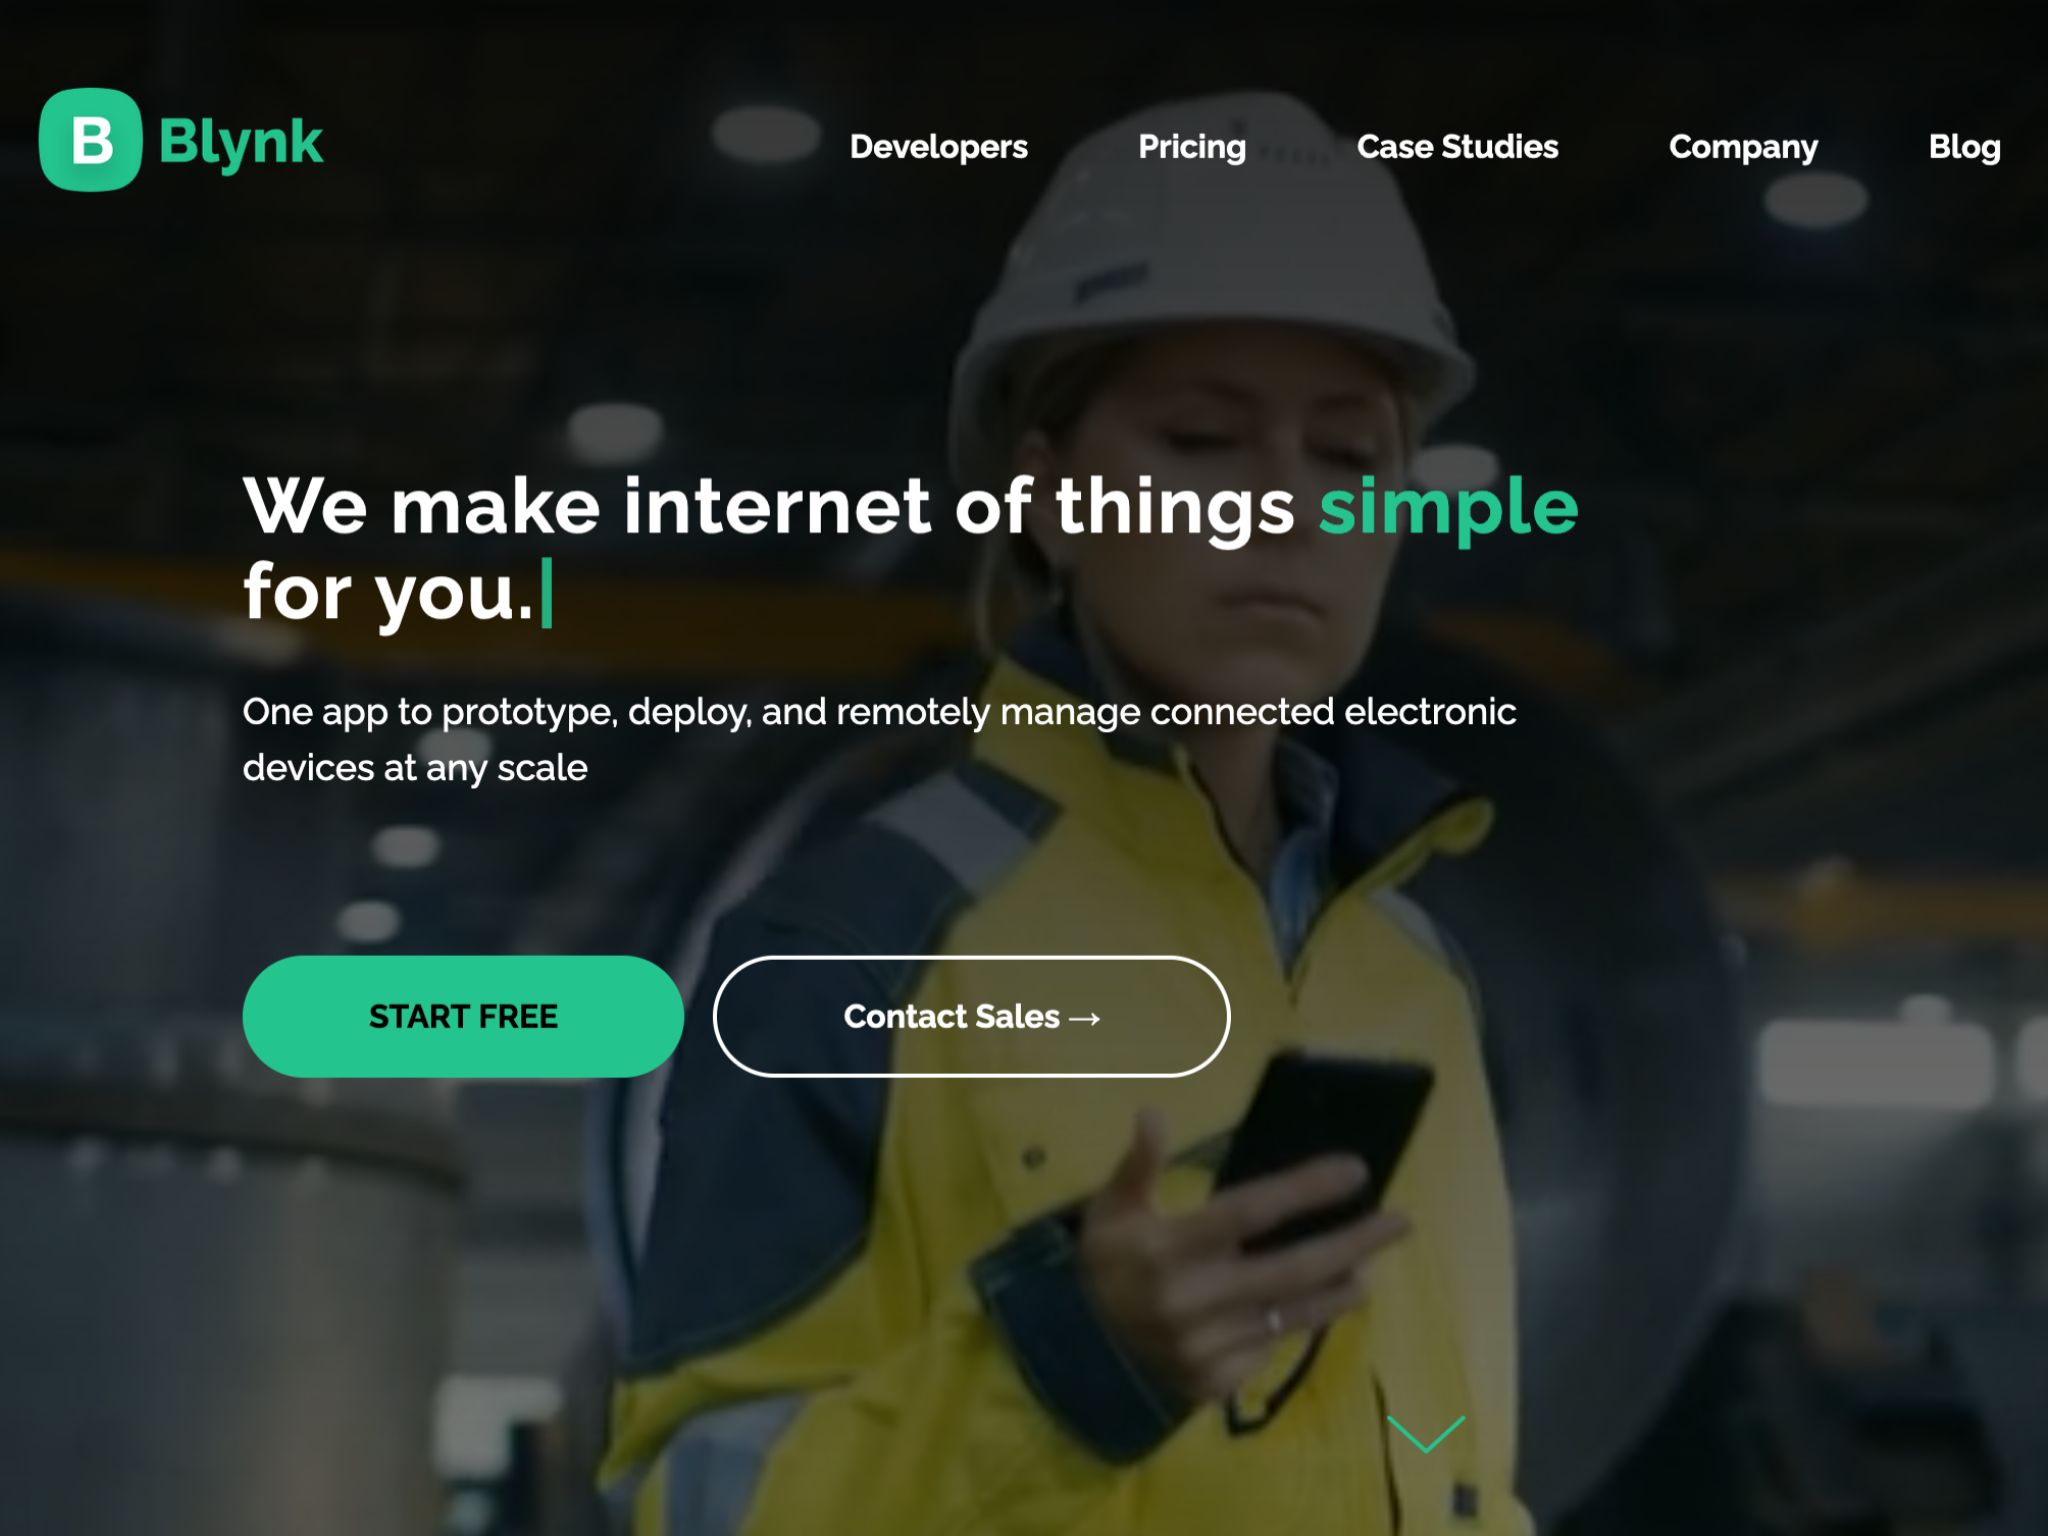 B Blynk
Developers Pricing Case Studies Company Blog
We make internet of things simple
for you.
One app to prototype, deploy, and remotely manage connected electronic
devices at any scale
START FREE
Contact Sales →